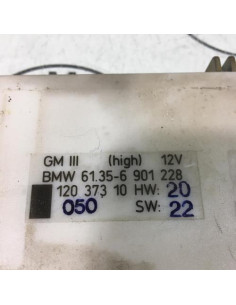 GM III (high) 12V
BMW 61.35-6 901 228
120 373 10 HW: 20
050 SW: 22